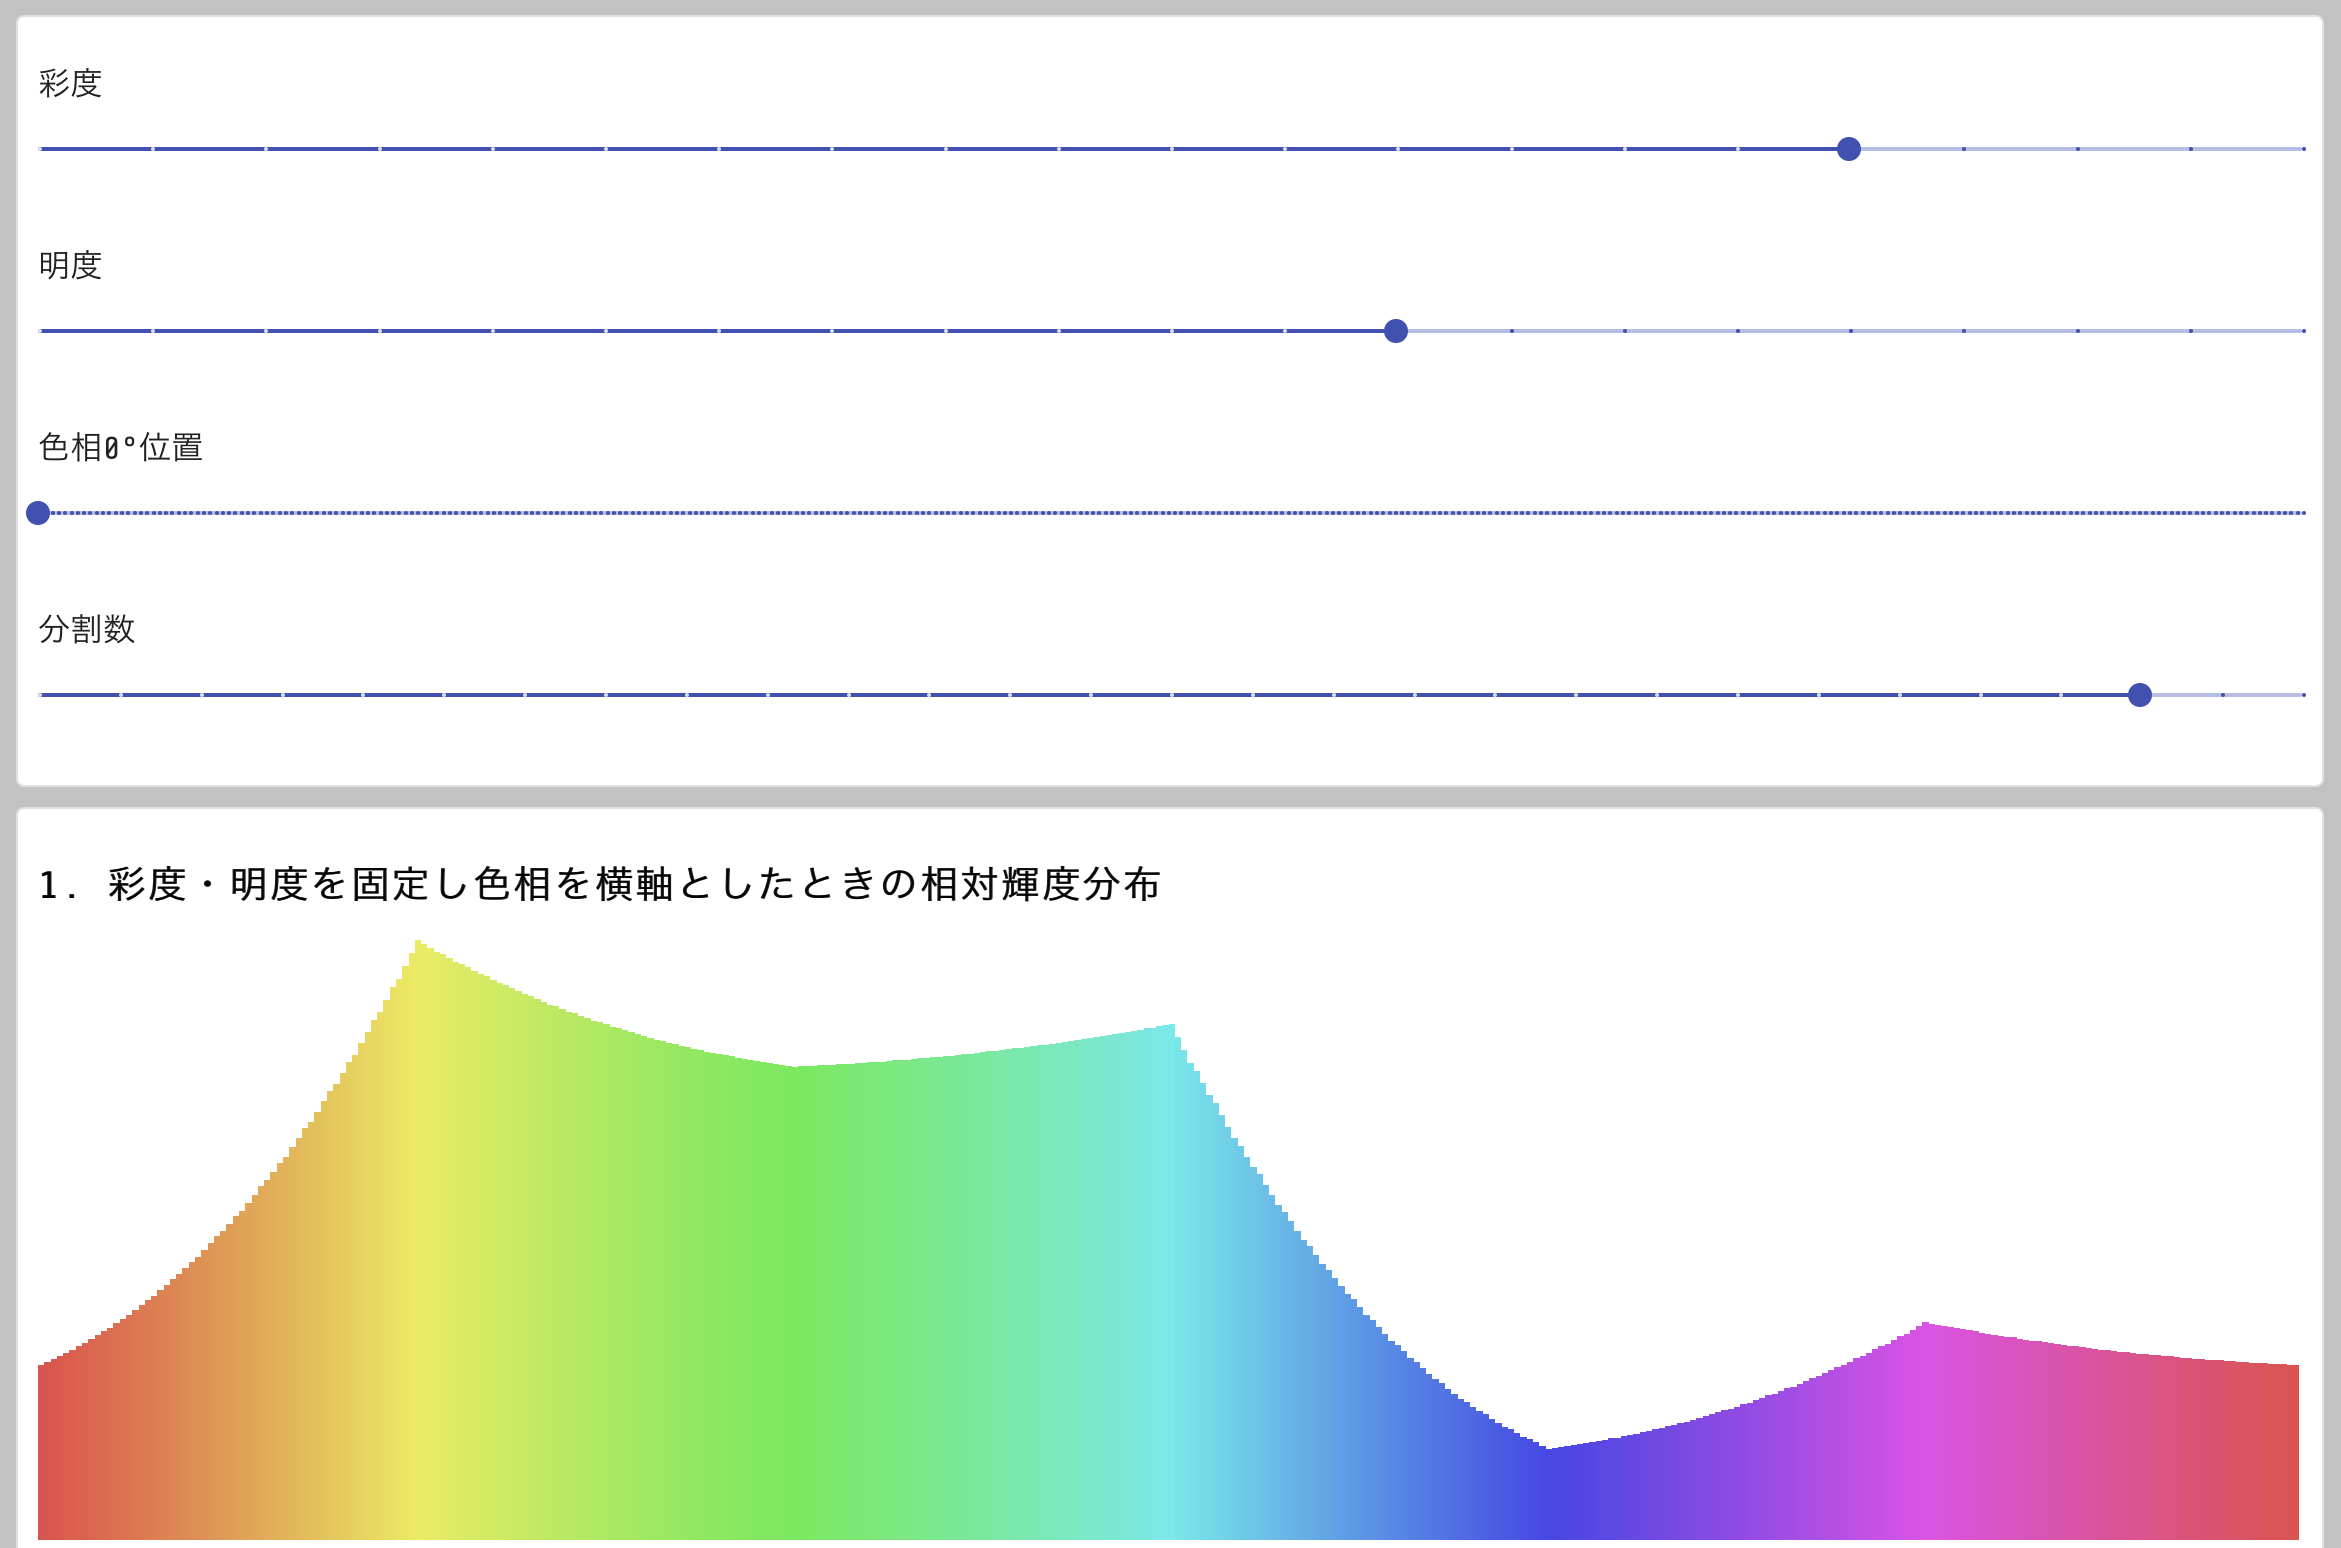 彩度
明度
色相0°位置
分割数
1. 彩度・明度を固定し色相を横軸としたときの相対輝度分布